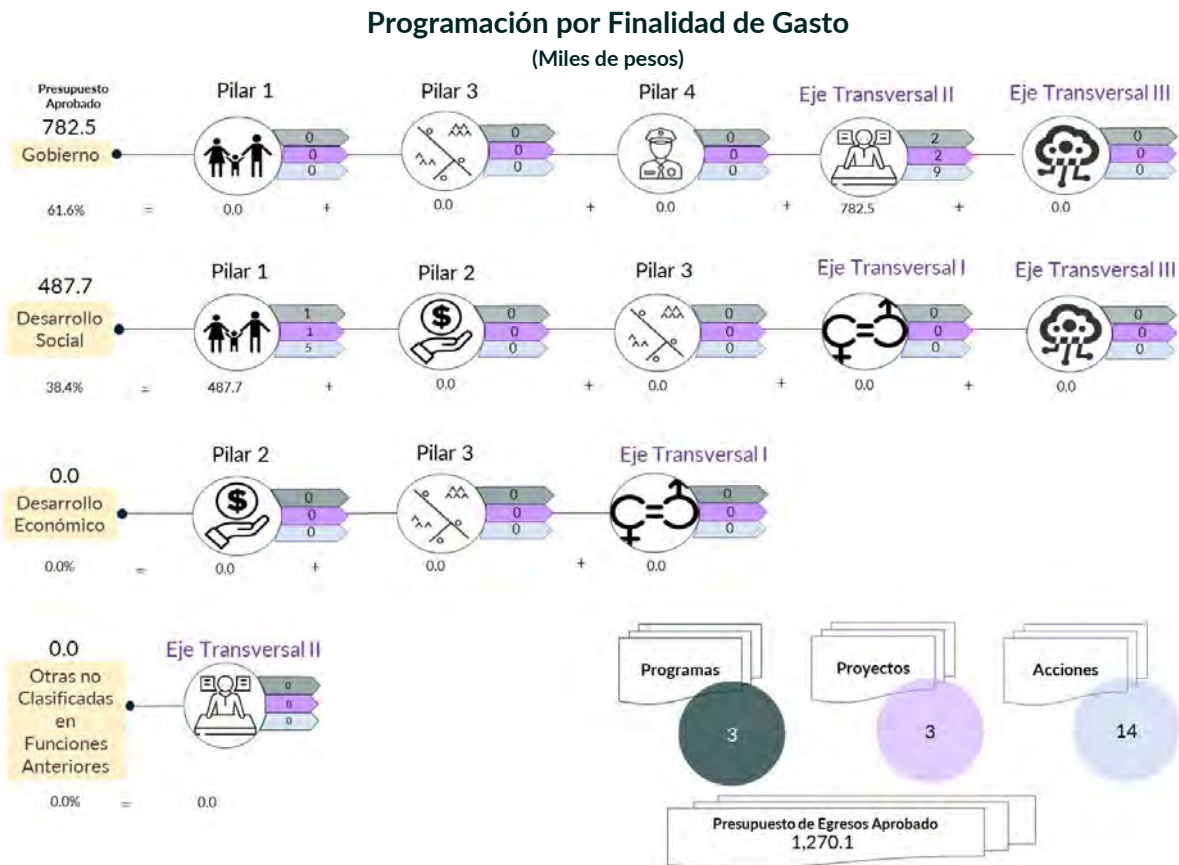 Programación por Finalidad de Gasto
(Miles de pesos)
Presupuesto
Aprobado
782.5
Gobierno
61.6%
=
Pilar 1
0
0
0
0.0
+
Pilar 3
0
0
0
0.0
+
Pilar 4
0
0
0
0.0
+
Eje Transversal II
2
2
9
782.5
+
Eje Transversal III
0
0
0
0.0
487.7
Desarrollo
Social
38.4%
=
Pilar 1
1
1
5
487.7
+
Pilar 2
$
0
0
0
0.0
+
Pilar 3
0
0
0
0.0
+
Eje Transversal I
0
0
0
0.0
+
Eje Transversal III
0
0
0
0.0
0.0
Desarrollo
Económico
0.0%
=
Pilar 2
$
0
0
0
0.0
+
Pilar 3
0
0
0
0.0
+
Eje Transversal I
0
0
0
0.0
0.0
Otras no
Clasificadas
en
Funciones
Anteriores
0.0%
=
Eje Transversal II
0
0
0
0.0
Programas
3
Proyectos
3
Acciones
14
Presupuesto de Egresos Aprobado
1,270.1